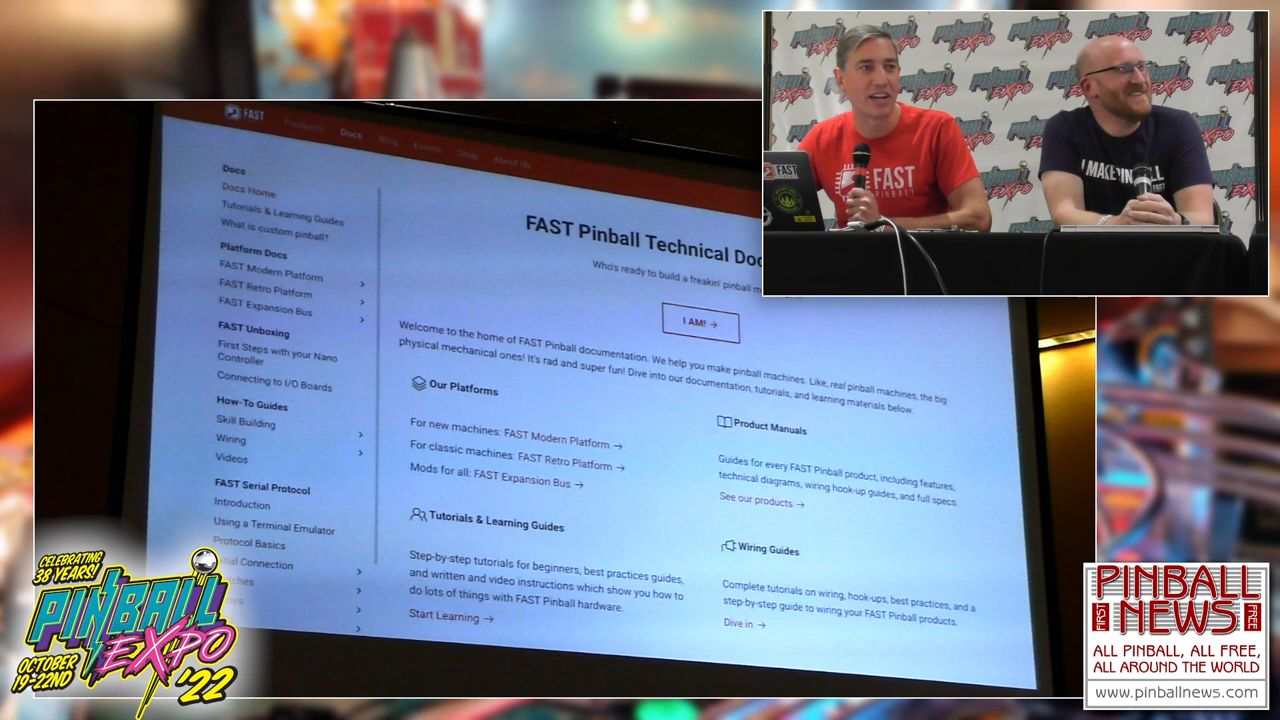 FAST
Products Docs Blog Events Shop About Us
Docs
Docs Home
Tutorials & Learning Guides
What is custom pinball?
Platform Docs
FAST Modern Platform
FAST Retro Platform
FAST Expansion Bus
FAST Unboxing
First Steps with your Nano
Controller
Connecting to I/O Boards
How-To Guides
Skill Building
Wiring
Videos
FAST Serial Protocol
Introduction
Using a Terminal Emulator
Protocol Basics
FAST Pinball Technical
Who's ready to build a freakin' pinball
I AM! →
Welcome to the home of FAST Pinball documentation. We help you make pinball machines. Like, real pinball machines, the big
physical mechanical ones! It's rad and super fun! Dive into our documentation, tutorials, and learning materials below.
Our Platforms
For new machines: FAST Modern Platform →
For classic machines: FAST Retro Platform →
Mods for all: FAST Expansion Bus →
Tutorials & Learning Guides
Step-by-step tutorials for beginners, best practices guides,
and written and video instructions which show you how to
do lots of things with FAST Pinball hardware.
Start Learning →
Product Manuals
Guides for every FAST Pinball product, including features,
technical diagrams, wiring hook-up guides, and full specs.
See our products →
Wiring Guides
Complete tutorials on wiring, hook-ups, best practices, and a
step-by-step guide to wiring your FAST Pinball products.
Dive in →
PINBALL
EXPO
FAST
FAST
PINBALL
I MAKE PINBALL
FAST
CELEBRATING
38 YEARS!
PINBALL
EXPO
OCTOBER
19-22ND
'22
PINBALL
FIRST NEWS FREE
ALL PINBALL, ALL FREE,
ALL AROUND THE WORLD
www.pinballnews.com